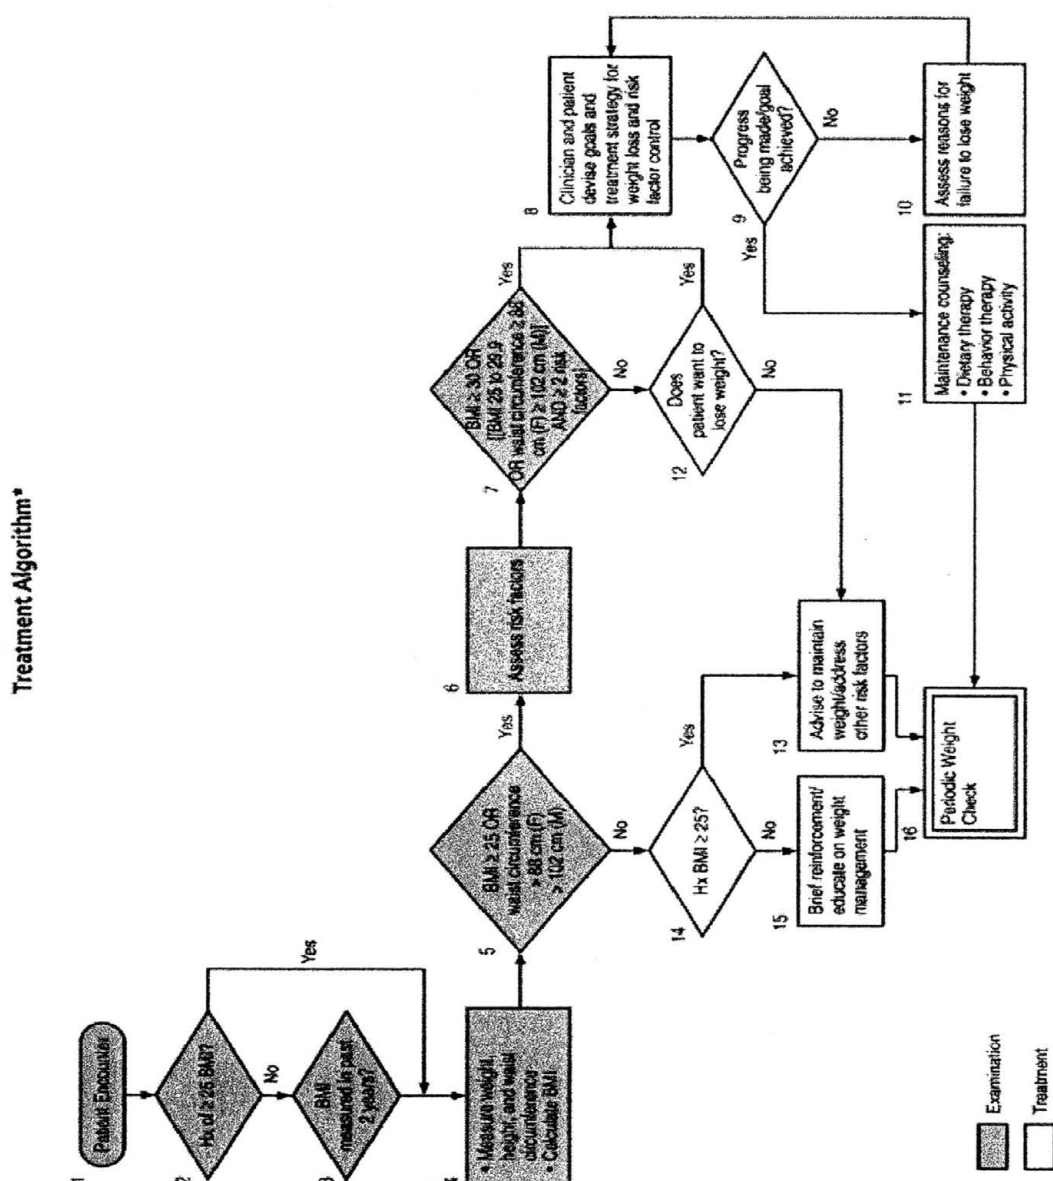 Treatment Algorithm*
1
Patient Encounter
2
Hx of ≥ 25 BMI?
Yes
No
3
BMI
measured in past
2 years?
4
• Measure weight,
height, and waist
circumference
• Calculate BMI
5
BMI ≥ 25 OR
waist circumference
> 88 cm (F)
> 102 cm (M)
Yes
No
6
Assess risk factors
7
BMI ≥ 30 OR
{[BMI 25 to 29.9
OR waist circumference ≥ 88
cm (F) ≥ 102 cm (M)]
AND ≥ 2 risk
factors}
Yes
No
8
Clinician and patient
devise goals and
treatment strategy for
weight loss and risk
factor control
9
Progress
being made/goal
achieved?
Yes
No
10
Assess reasons for
failure to lose weight
11
Maintenance counseling:
• Dietary therapy
• Behavior therapy
• Physical activity
12
Does
patient want to
lose weight?
Yes
No
13
Advise to maintain
weight/address
other risk factors
14
Hx BMI ≥ 25?
Yes
No
15
Brief reinforcement/
educate on weight
management
16
Periodic Weight
Check
Examination
Treatment